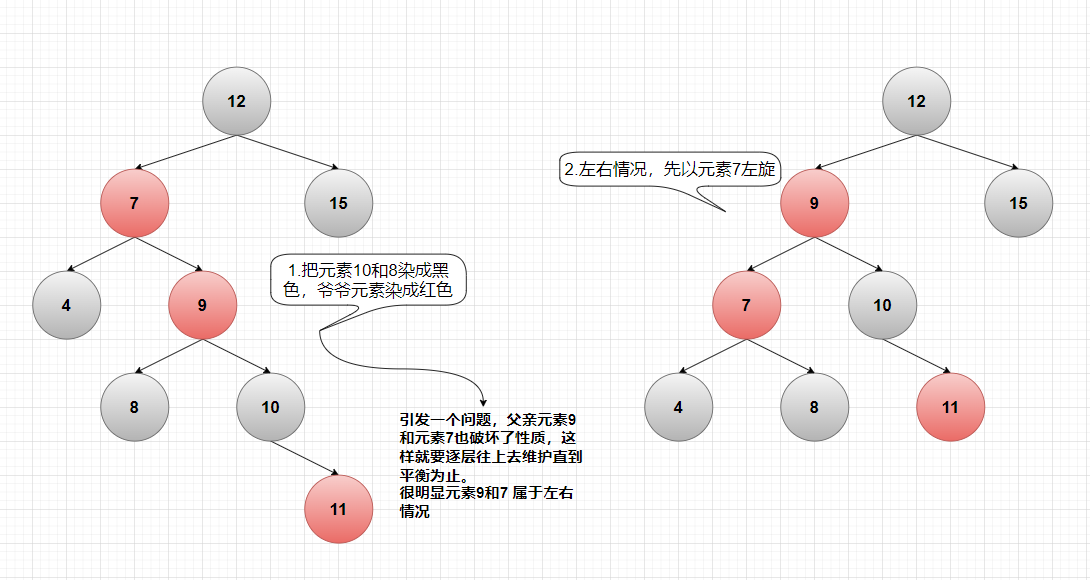 12
7
15
4
9
1.把元素10和8染成黑
色，爷爷元素染成红色
8
10
11
引发一个问题，父亲元素9
和元素7也破坏了性质，这
样就要逐层往上去维护直到
平衡为止。
很明显元素9和7 属于左右
情况
12
2.左右情况，先以元素7左旋
9
15
7
10
4
8
11